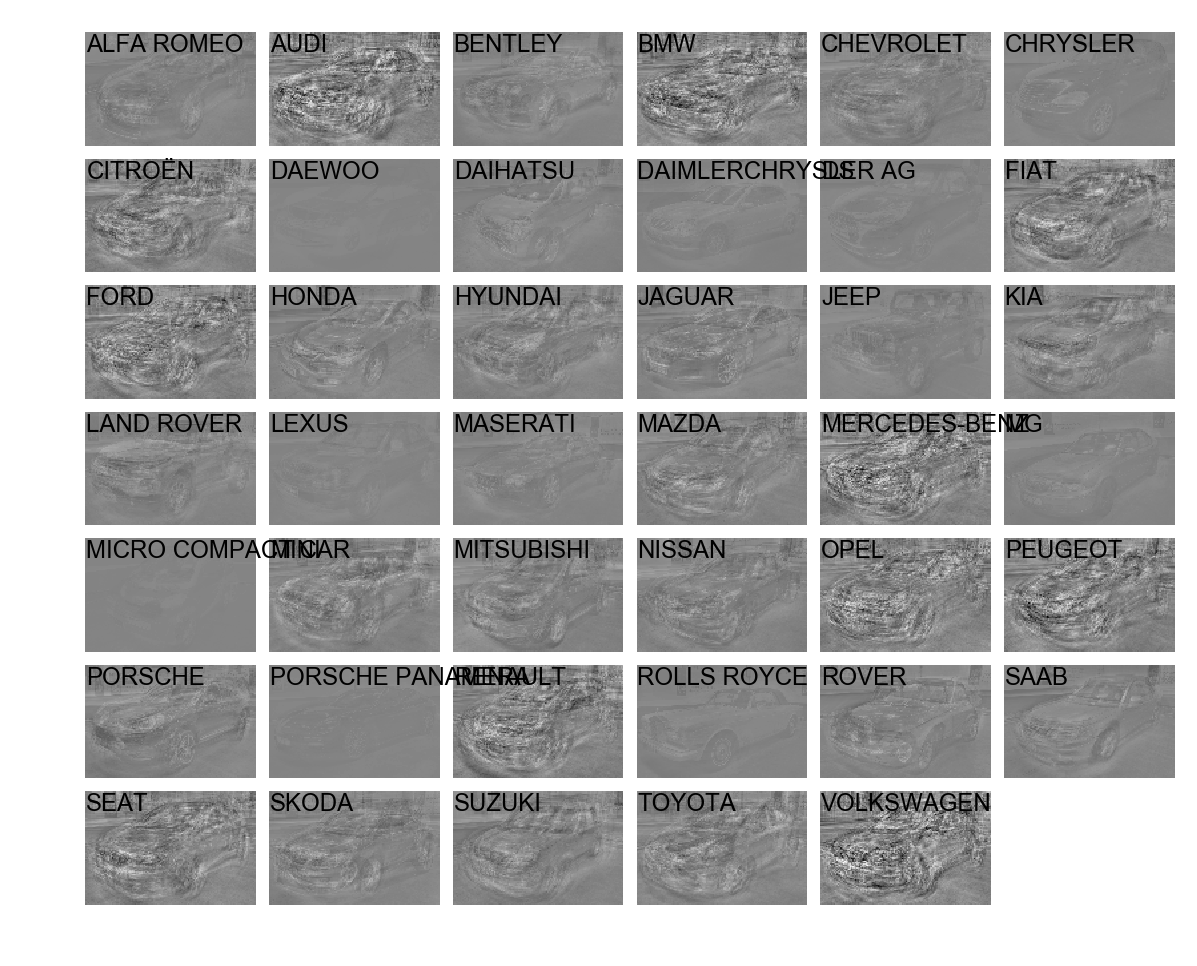 ALFA ROMEO AUDI BENTLEY BMW CHEVROLET CHRYSLER
CITROËN DAEWOO DAIHATSU DAIMLERCHRYSLER AG DS FIAT
FORD HONDA HYUNDAI JAGUAR JEEP KIA
LAND ROVER LEXUS MASERATI MAZDA MERCEDES-BENZ MG
MICRO COMPACT CAR MINI MITSUBISHI NISSAN OPEL PEUGEOT
PORSCHE PORSCHE PANAMERA RENAULT ROLLS ROYCE ROVER SAAB
SEAT SKODA SUZUKI TOYOTA VOLKSWAGEN